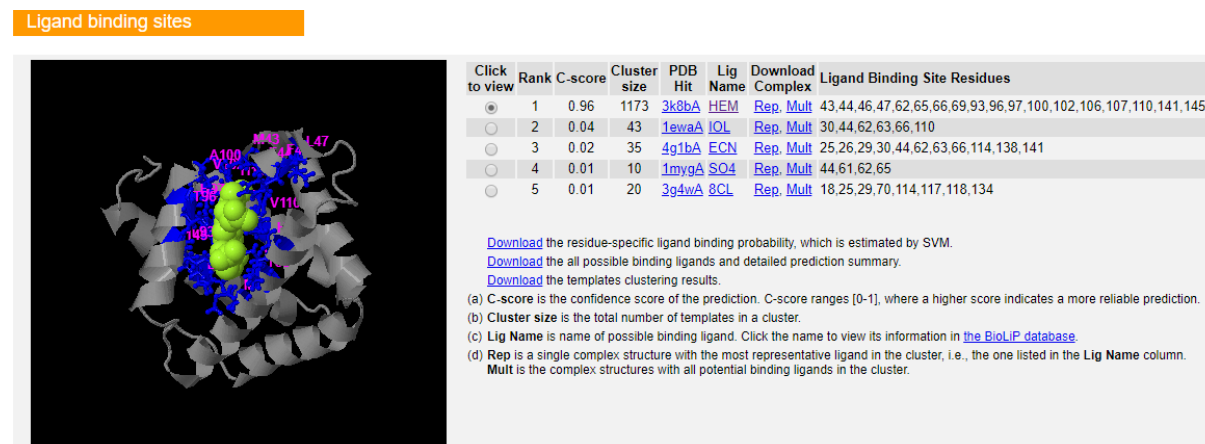 Ligand binding sites
Click to view Rank C-score Cluster size PDB Hit Lig Name Download Complex Ligand Binding Site Residues
1 0.96 1173 3k8bA HEM Rep, Mult 43,44,46,47,62,65,66,69,93,96,97,100,102,106,107,110,141,145
2 0.04 43 1ewaA IOL Rep, Mult 30,44,62,63,66,110
3 0.02 35 4g1bA ECN Rep, Mult 25,26,29,30,44,62,63,66,114,138,141
4 0.01 10 1mygA SO4 Rep, Mult 44,61,62,65
5 0.01 20 3g4wA 8CL Rep, Mult 18,25,29,70,114,117,118,134
Download the residue-specific ligand binding probability, which is estimated by SVM.
Download the all possible binding ligands and detailed prediction summary.
Download the templates clustering results.
(a) C-score is the confidence score of the prediction. C-score ranges [0-1], where a higher score indicates a more reliable prediction.
(b) Cluster size is the total number of templates in a cluster.
(c) Lig Name is name of possible binding ligand. Click the name to view its information in the BioLiP database.
(d) Rep is a single complex structure with the most representative ligand in the cluster, i.e., the one listed in the Lig Name column.
Mult is the complex structures with all potential binding ligands in the cluster.
A100
L47
V110